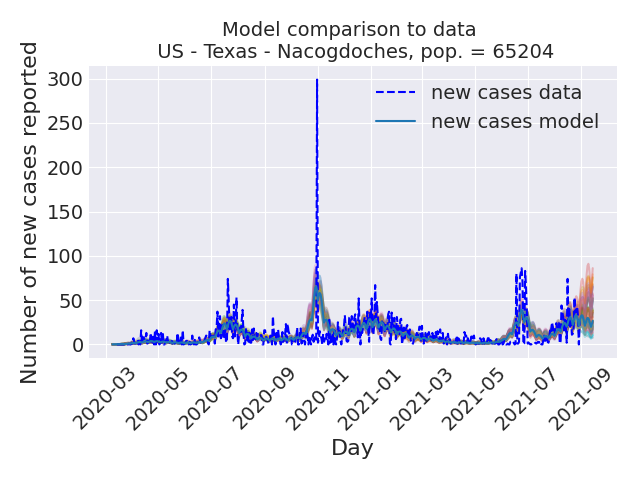 Model comparison to data
US - Texas - Nacogdoches, pop. = 65204
new cases data
new cases model
Number of new cases reported
300
250
200
150
100
50
0
2020-03
2020-05
2020-07
2020-09
2020-11
2021-01
2021-03
2021-05
2021-07
2021-09
Day